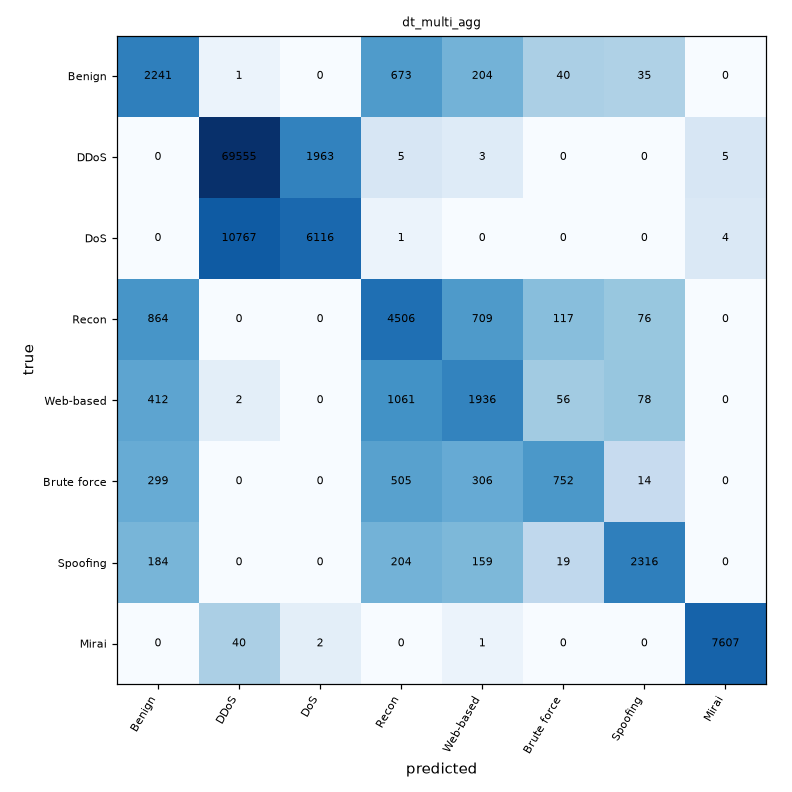 dt_multi_agg
Benign 2241 1 0 673 204 40 35 0
DDoS 0 69555 1963 5 3 0 0 5
DoS 0 10767 6116 1 0 0 0 4
Recon 864 0 0 4506 709 117 76 0
true
Web-based 412 2 0 1061 1936 56 78 0
Brute force 299 0 0 505 306 752 14 0
Spoofing 184 0 0 204 159 19 2316 0
Mirai 0 40 2 0 1 0 0 7607
Benign DDoS DoS Recon Web-based Brute force Spoofing Mirai
predicted